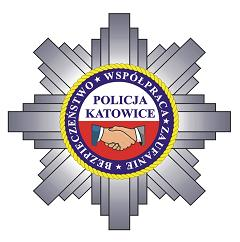 BEZPIECZEŃSTWO ★ WSPÓŁPRACA ★ ZAUFANIE ★
POLICJA
KATOWICE